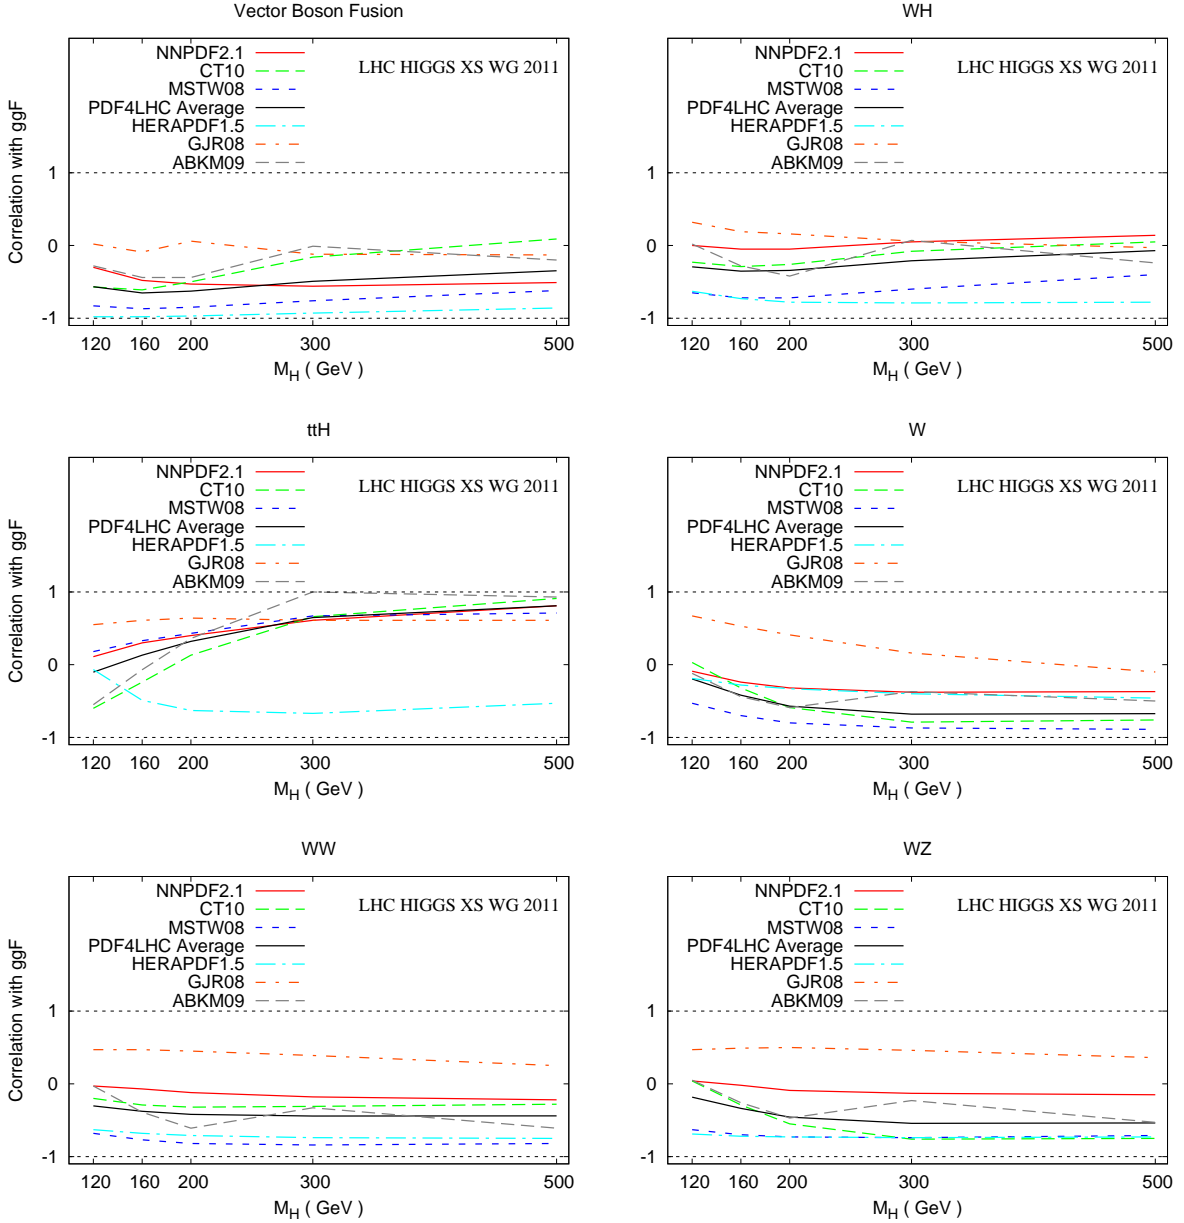 Vector Boson Fusion
NNPDF2.1
CT10
MSTW08
PDF4LHC Average
HERAPDF1.5
GJR08
ABKM09
LHC HIGGS XS WG 2011
Correlation with ggF
1
0
-1
120 160 200 300 500
M_H ( GeV )
WH
NNPDF2.1
CT10
MSTW08
PDF4LHC Average
HERAPDF1.5
GJR08
ABKM09
LHC HIGGS XS WG 2011
1
0
-1
120 160 200 300 500
M_H ( GeV )
ttH
NNPDF2.1
CT10
MSTW08
PDF4LHC Average
HERAPDF1.5
GJR08
ABKM09
LHC HIGGS XS WG 2011
Correlation with ggF
1
0
-1
120 160 200 300 500
M_H ( GeV )
W
NNPDF2.1
CT10
MSTW08
PDF4LHC Average
HERAPDF1.5
GJR08
ABKM09
LHC HIGGS XS WG 2011
1
0
-1
120 160 200 300 500
M_H ( GeV )
WW
NNPDF2.1
CT10
MSTW08
PDF4LHC Average
HERAPDF1.5
GJR08
ABKM09
LHC HIGGS XS WG 2011
Correlation with ggF
1
0
-1
120 160 200 300 500
M_H ( GeV )
WZ
NNPDF2.1
CT10
MSTW08
PDF4LHC Average
HERAPDF1.5
GJR08
ABKM09
LHC HIGGS XS WG 2011
1
0
-1
120 160 200 300 500
M_H ( GeV )